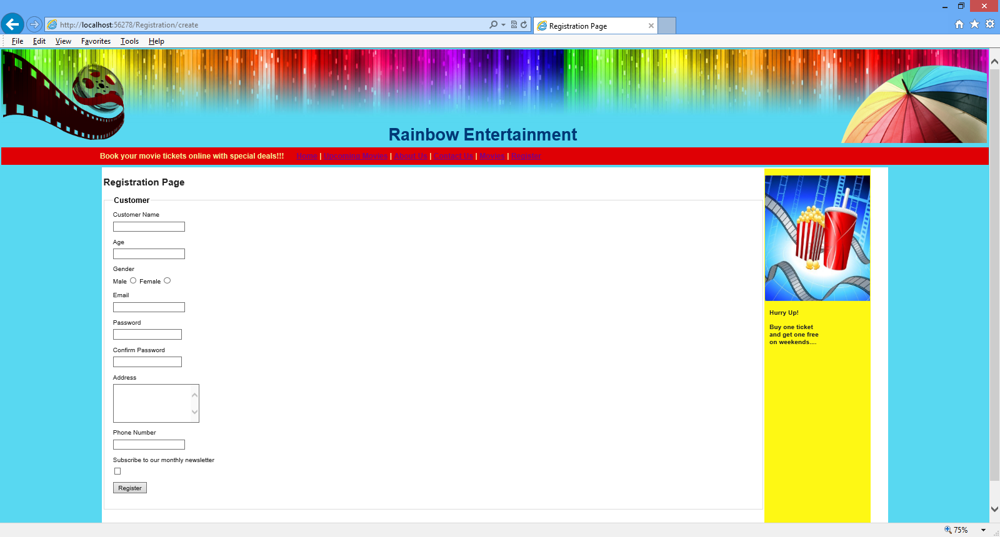 http://localhost:56278/Registration/create
Registration Page
File Edit View Favorites Tools Help
Rainbow Entertainment
Book your movie tickets online with special deals!!! Home | Upcoming Movies | About Us | Contact Us | Movies | Register
Registration Page
Customer
Customer Name
Age
Gender
Male Female
Email
Password
Confirm Password
Address
Phone Number
Subscribe to our monthly newsletter
Register
Hurry Up!
Buy one ticket
and get one free
on weekends....
75%